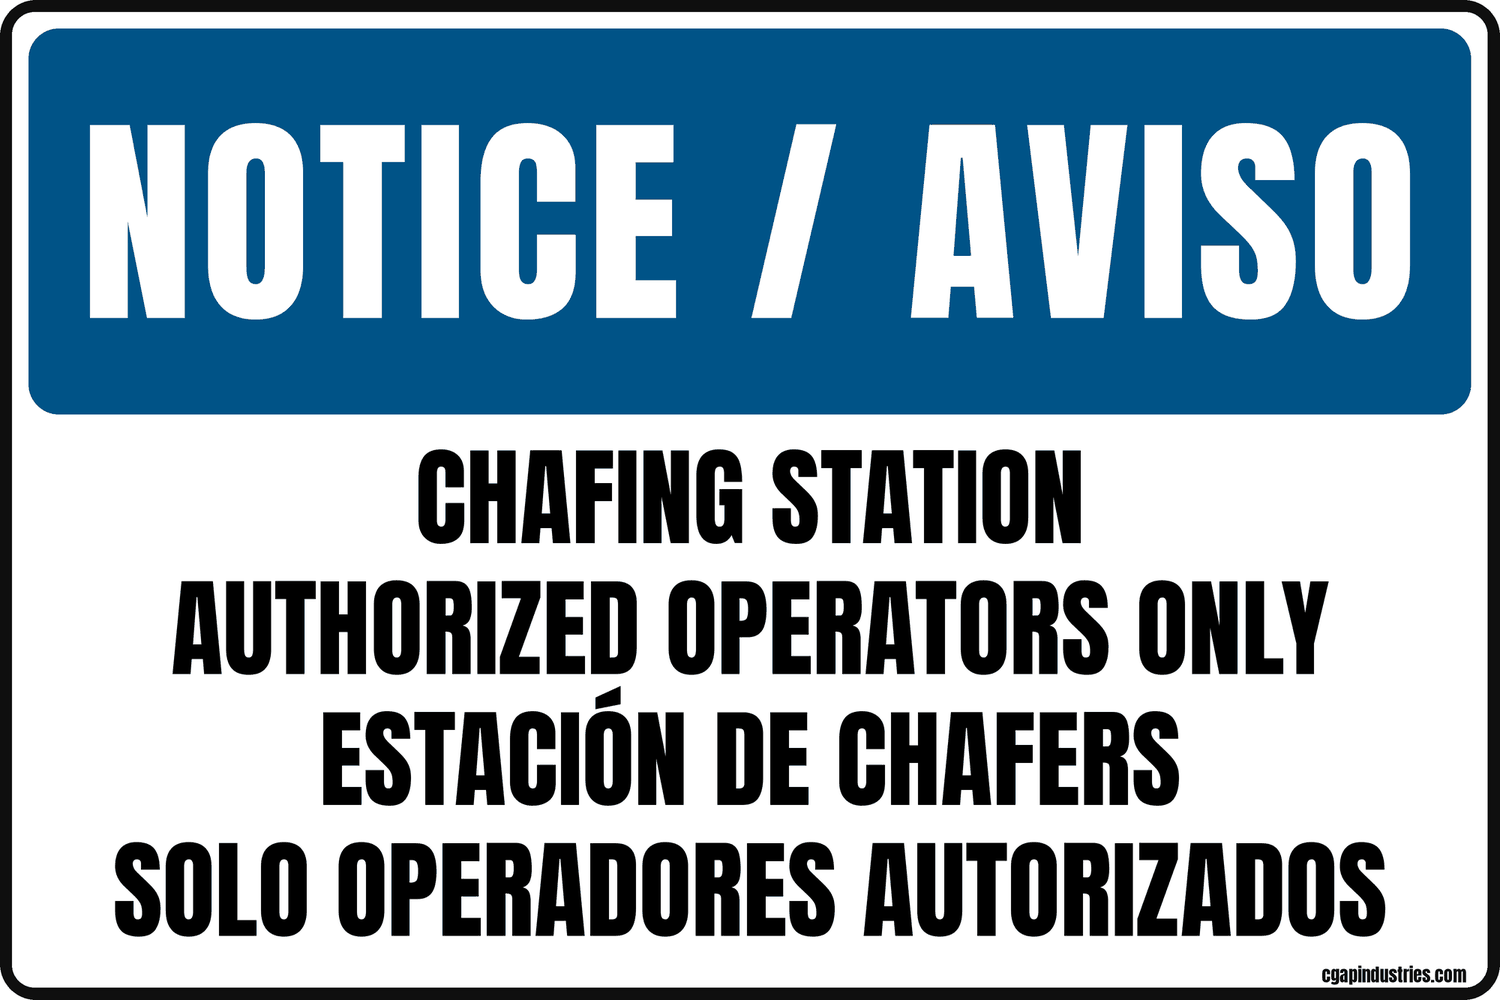 NOTICE / AVISO
CHAFING STATION
AUTHORIZED OPERATORS ONLY
ESTACIÓN DE CHAFERS
SOLO OPERADORES AUTORIZADOS
cgapindustries.com